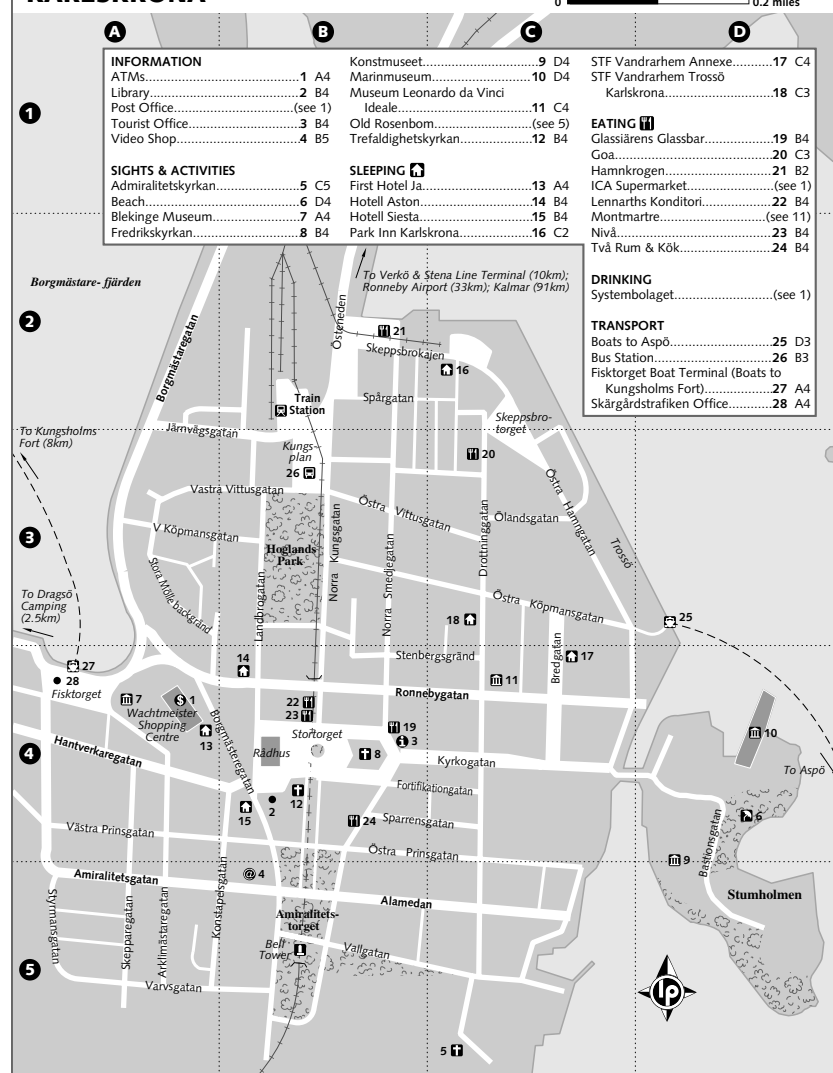 0 0.2 miles
A B C D
1
INFORMATION
ATMs 1 A4
Library 2 B4
Post Office (see 1)
Tourist Office 3 B4
Video Shop 4 B5
SIGHTS & ACTIVITIES
Admiralitetskyrkan 5 C5
Beach 6 D4
Blekinge Museum 7 A4
Fredrikskyrkan 8 B4
Konstmuseet 9 D4
Marinmuseum 10 D4
Museum Leonardo da Vinci
Ideale 11 C4
Old Rosenbom (see 5)
Trefaldighetskyrkan 12 B4
SLEEPING
First Hotel Ja 13 A4
Hotell Aston 14 B4
Hotell Siesta 15 B4
Park Inn Karlskrona 16 C2
STF Vandrarhem Annexe 17 C4
STF Vandrarhem Trossö
Karlskrona 18 C3
EATING
Glassiärens Glassbar 19 B4
Goa 20 C3
Hamnkrogen 21 B2
ICA Supermarket (see 1)
Lennarths Konditori 22 B4
Montmartre (see 11)
Nivå 23 B4
Två Rum & Kök 24 B4
DRINKING
Systembolaget (see 1)
TRANSPORT
Boats to Aspö 25 D3
Bus Station 26 B3
Fisktorget Boat Terminal (Boats to
Kungsholms Fort) 27 A4
Skärgårdstrafiken Office 28 A4
Borgmästare- fjärden
To Verkö & Stena Line Terminal (10km);
Ronneby Airport (33km); Kalmar (91km)
2
Borgmästaregatan
Österleden
21
Skeppsbrokajen
16
Train
Station
Spårgatan
Skeppsbro-
torget
To Kungsholms
Fort (8km)
Järnvägsgatan
Kungs-
plan
20
26
Västra Vittusgatan
Östra Vittusgatan
Ölandsgatan
Östra Hamngatan
3
V Köpmansgatan
Hoglands
Park
Norra Kungsgatan
Norra Smedjegatan
Drottninggatan
Trossö
Stora Mölle backgränd
Landbrogatan
Östra Köpmansgatan
To Dragsö
Camping
(2.5km)
18
25
27
28
Fisktorget
14
Stenbergsgränd
Bredgatan
17
7
1
Wachtmeister
Shopping
Centre
13
Ronnebygatan
11
22
23
Stortorget
19
3
10
4
Hantverkaregatan
Borgmästeregatan
Rådhus
8
Kyrkogatan
To Aspö
12
Fortifikationgatan
15
2
6
Västra Prinsgatan
24
Sparrensgatan
Bastionsgatan
Östra Prinsgatan
9
Amiralitetsgatan
4
Alamedan
Stumholmen
Styrmansgatan
Skepparegatan
Arklimästaregatan
Konstapelsgatan
Amiralitets-
torget
Bell
Tower
Vallgatan
5
Varvsgatan
lp
5